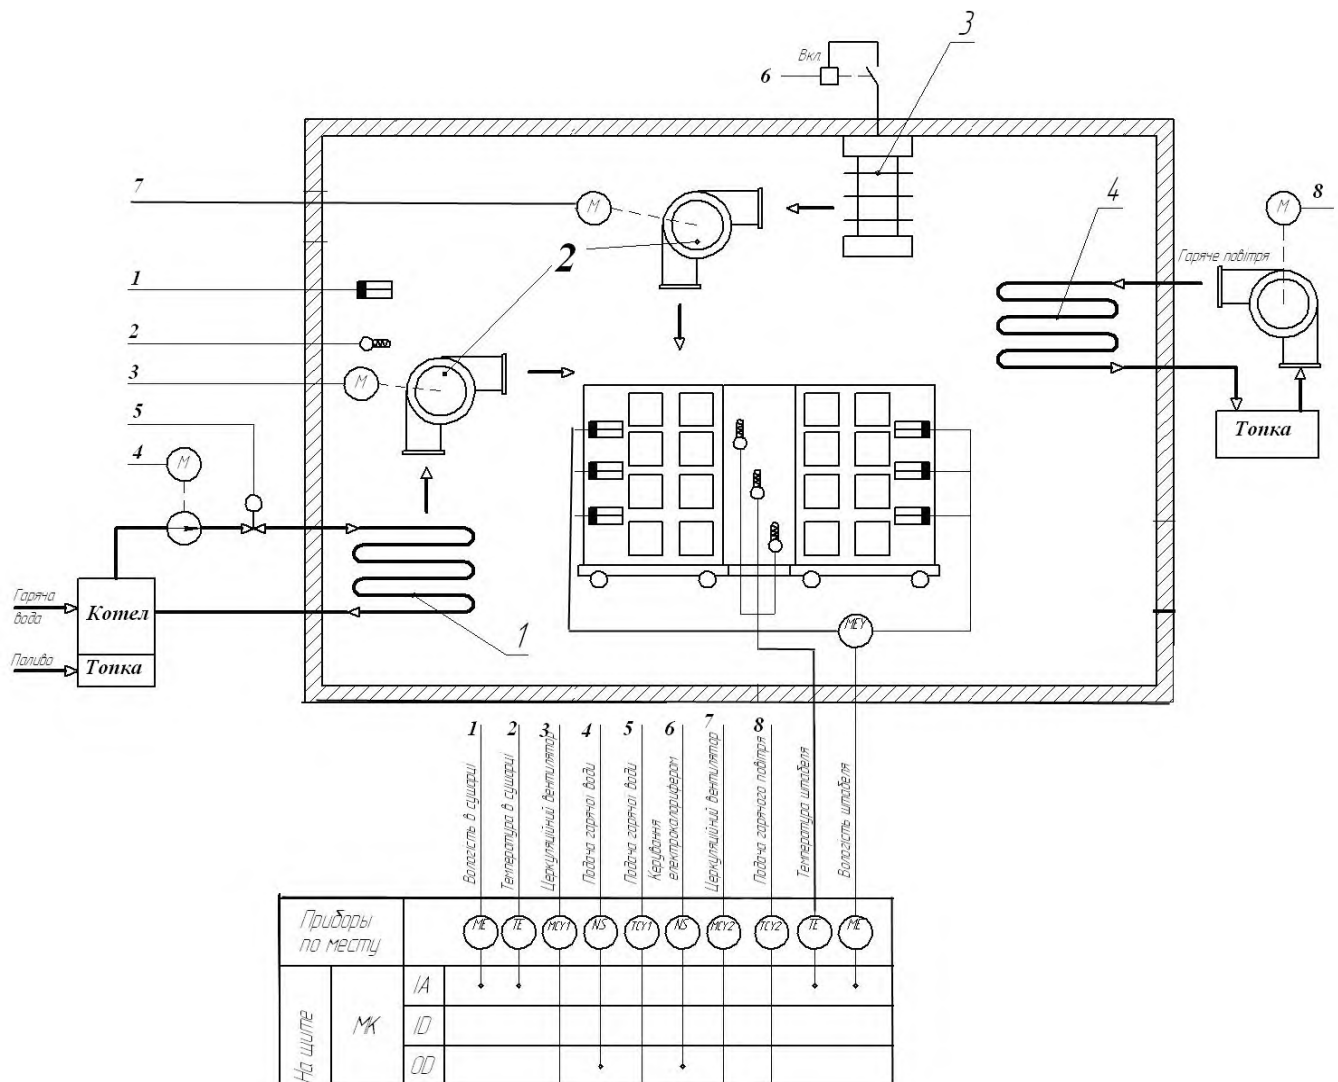 3
Вкл.
6
7
М
4
М
8
Гаряче повітря
2
1
2
3
М
5
4
М
Топка
Гаряча
вода
Котел
Паливо
Топка
1
MEY
1
2
3
4
5
6
7
8
Вологість в сушарці
Температура в сушарці
Церкуляційний вентилятор
Подача гарячої води
Подача гарячої води
Керування
електрокалорифером
Церкуляційний вентилятор
Подача гарячого повітря
Температура штабеля
Вологість штабеля
Приборы
по месту
ME
TE
MCY1
NS
TCY1
NS
MCY2
TCY2
TE
ME
На щите
МК
IA
ID
OD